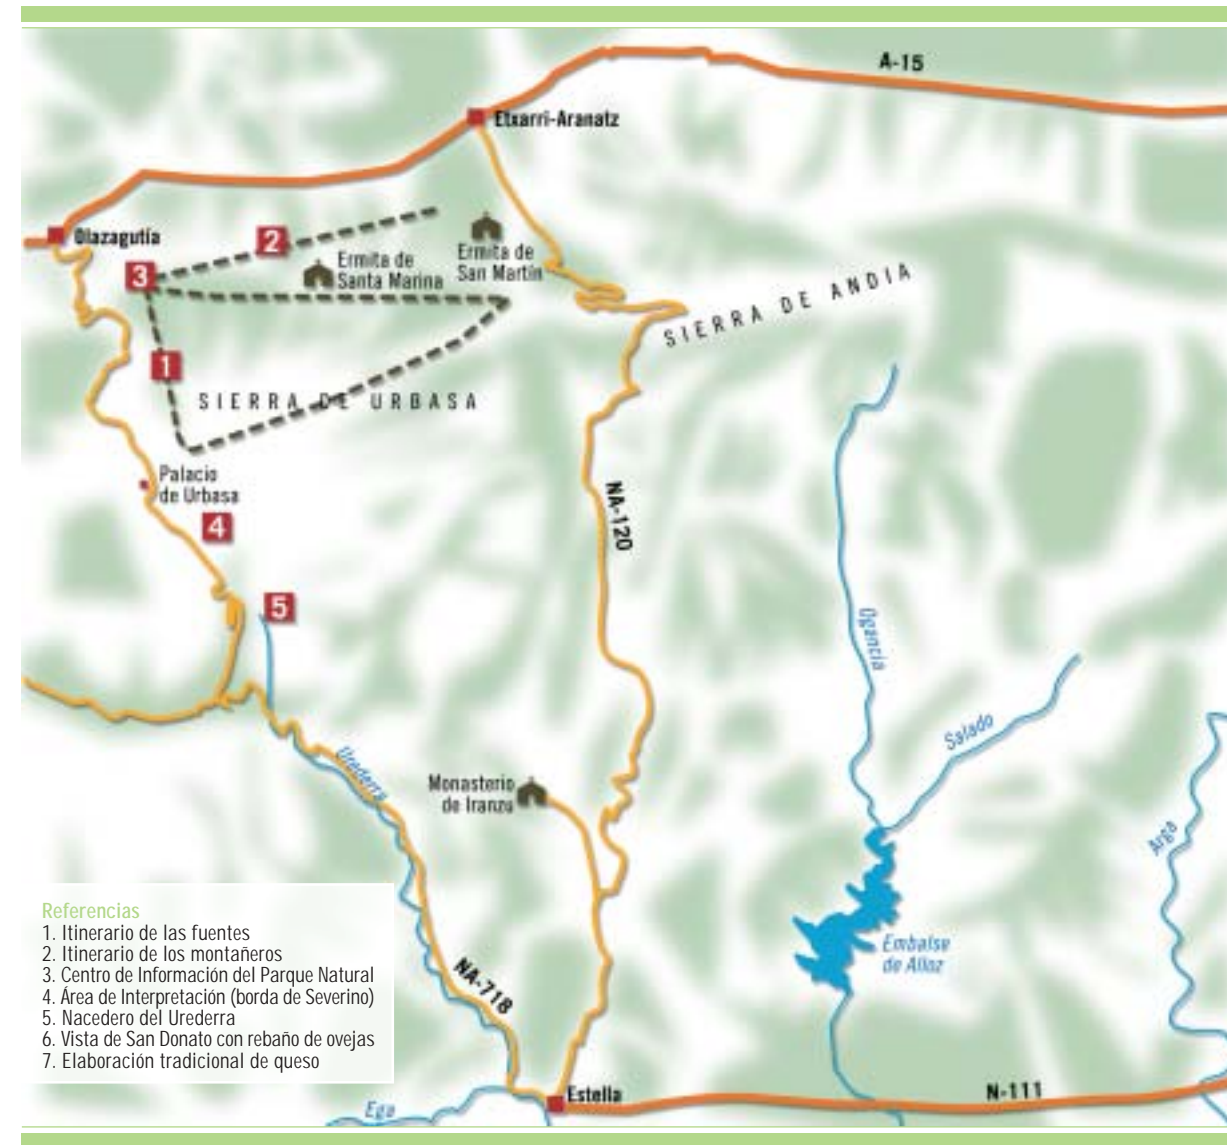 A-15
Etxarri-Aranatz
Olazagutía
2
Ermita de
San Martín
Ermita de
Santa Marina
3
SIERRA DE ANDIA
1
SIERRA DE URBASA
Palacio
de Urbasa
4
NA-120
5
Ogancia
Salado
Urederra
Monasterio
de Iranzu
Arga
Embalse
de Alloz
Referencias
1. Itinerario de las fuentes
2. Itinerario de los montañeros
3. Centro de Información del Parque Natural
4. Área de Interpretación (borda de Severino)
5. Nacedero del Urederra
6. Vista de San Donato con rebaño de ovejas
7. Elaboración tradicional de queso
NA-718
Estella
N-111
Ega